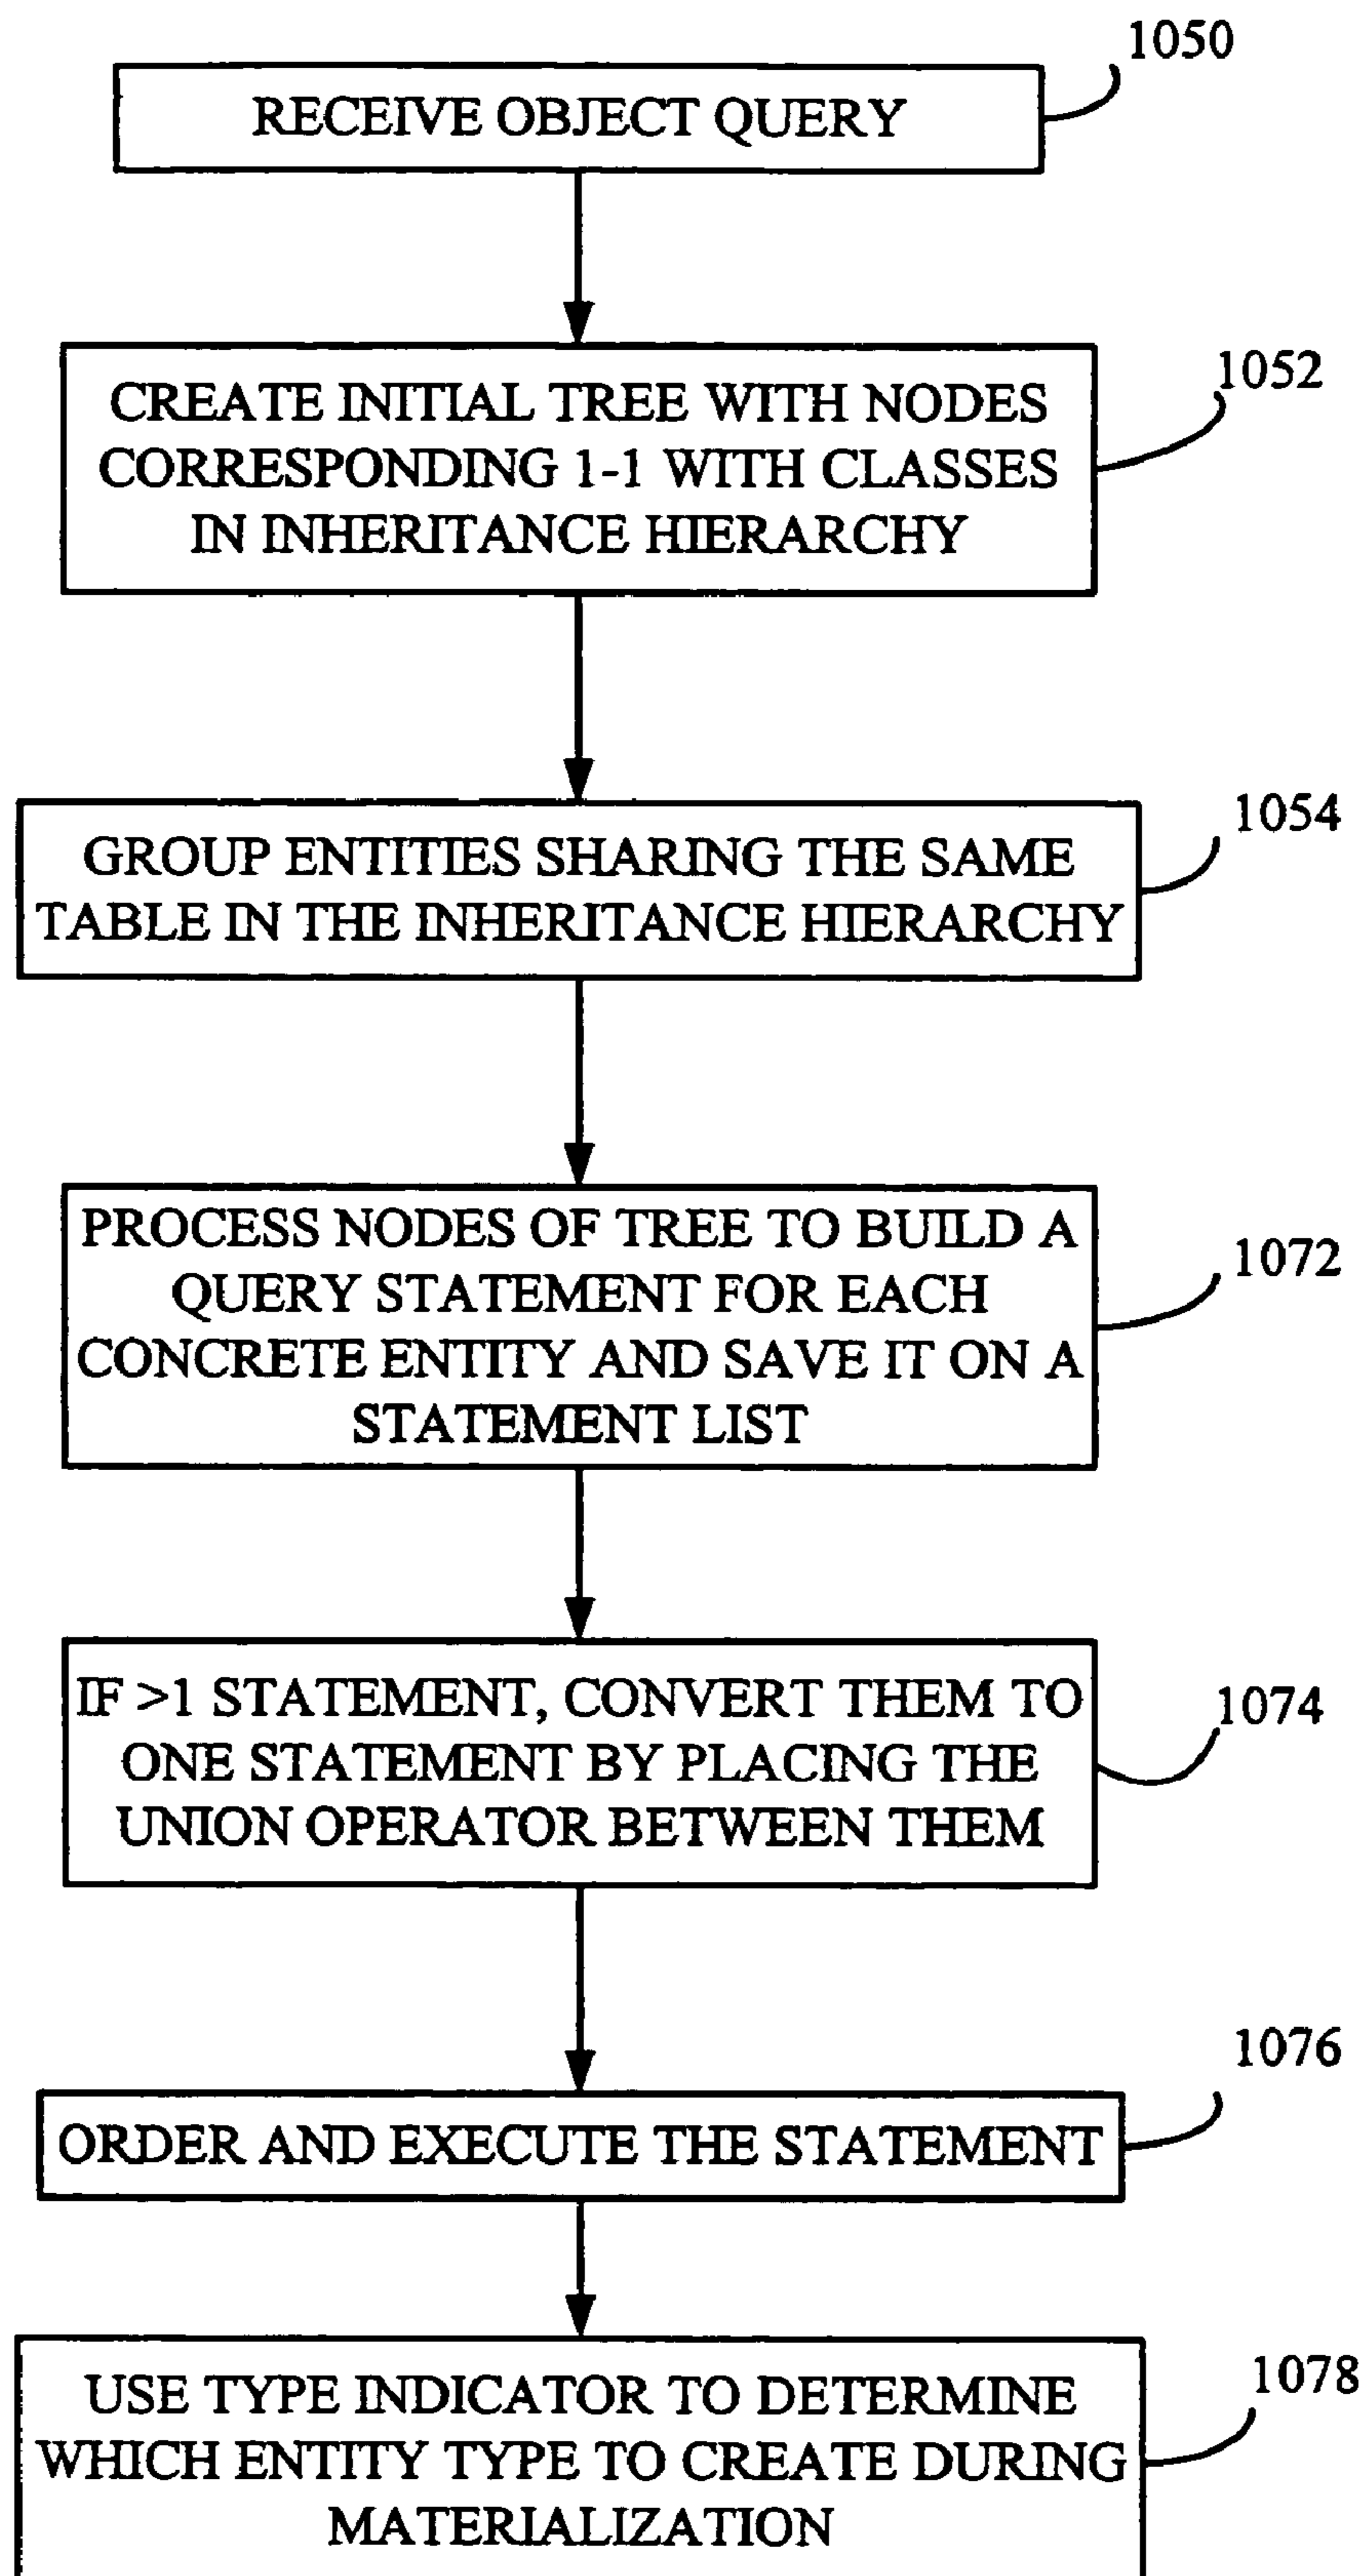 1050
RECEIVE OBJECT QUERY
1052
CREATE INITIAL TREE WITH NODES
CORRESPONDING 1-1 WITH CLASSES
IN INHERITANCE HIERARCHY
1054
GROUP ENTITIES SHARING THE SAME
TABLE IN THE INHERITANCE HIERARCHY
1072
PROCESS NODES OF TREE TO BUILD A
QUERY STATEMENT FOR EACH
CONCRETE ENTITY AND SAVE IT ON A
STATEMENT LIST
1074
IF >1 STATEMENT, CONVERT THEM TO
ONE STATEMENT BY PLACING THE
UNION OPERATOR BETWEEN THEM
1076
ORDER AND EXECUTE THE STATEMENT
1078
USE TYPE INDICATOR TO DETERMINE
WHICH ENTITY TYPE TO CREATE DURING
MATERIALIZATION